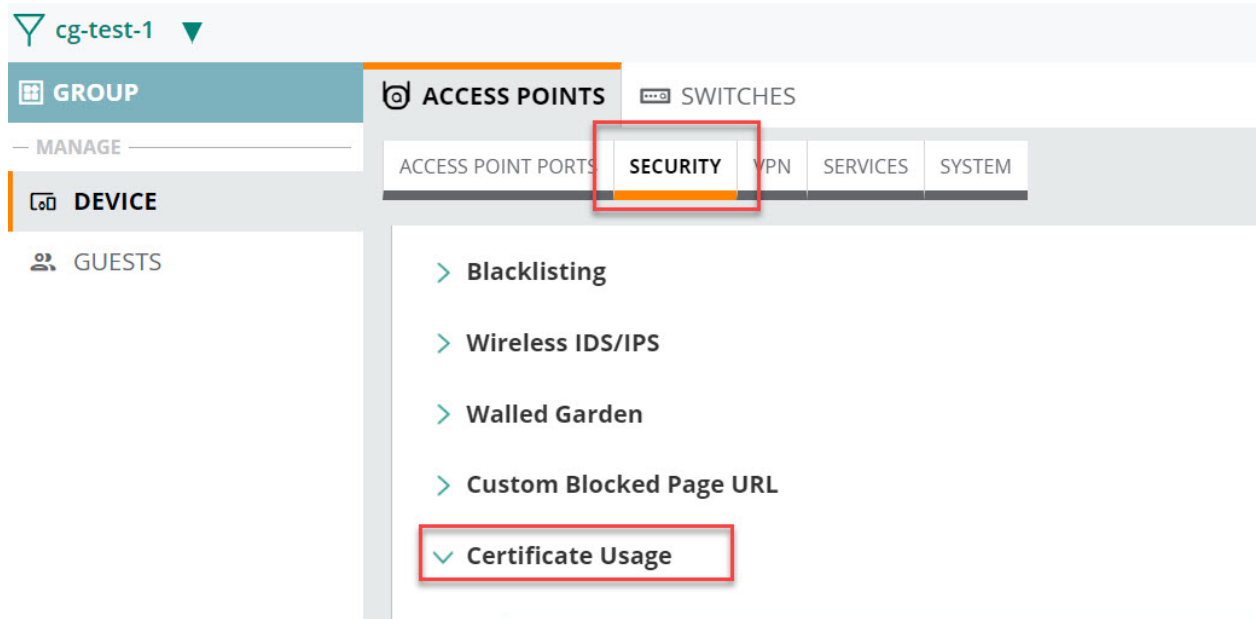 cg-test-1
GROUP
ACCESS POINTS SWITCHES
MANAGE
ACCESS POINT PORTS SECURITY VPN SERVICES SYSTEM
DEVICE
GUESTS
Blacklisting
Wireless IDS/IPS
Walled Garden
Custom Blocked Page URL
Certificate Usage